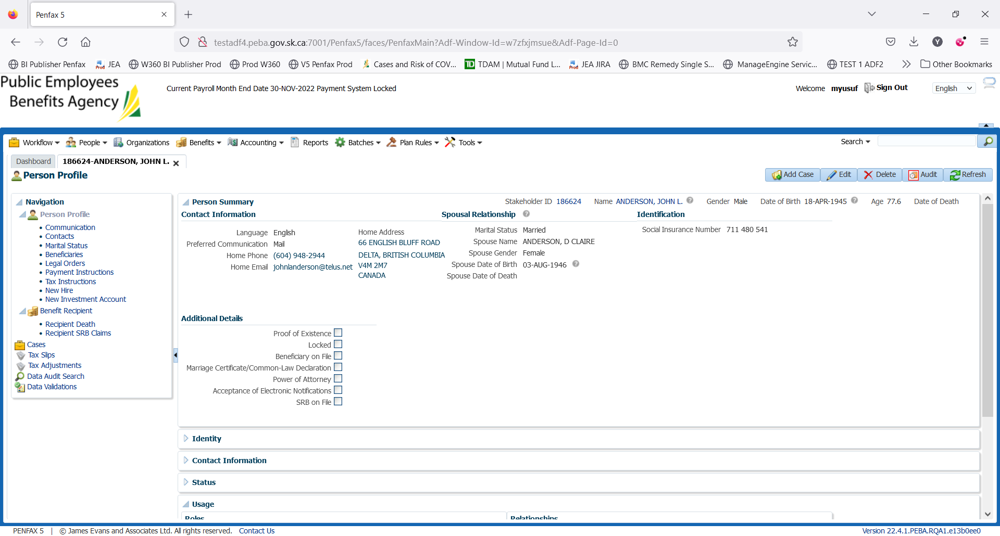 Penfax 5
testadf4.peba.gov.sk.ca:7001/Penfax5/faces/PenfaxMain?Adf-Window-Id=w7zfxjmsue&Adf-Page-Id=0
BI Publisher Penfax JEA W360 BI Publisher Prod Prod W360 V5 Penfax Prod Cases and Risk of COV... TDAM | Mutual Fund L... JEA JIRA BMC Remedy Single S... ManageEngine Servic... TEST 1 ADF2 Other Bookmarks
Public Employees
Benefits Agency
Current Payroll Month End Date 30-NOV-2022 Payment System Locked
Welcome myusuf Sign Out English
Workflow People Organizations Benefits Accounting Reports Batches Plan Rules Tools Search
Dashboard 186624-ANDERSON, JOHN L.
Person Profile
Add Case Edit Delete Audit Refresh
Navigation
Person Profile
Communication
Contacts
Marital Status
Beneficiaries
Legal Orders
Payment Instructions
Tax Instructions
New Hire
New Investment Account
Benefit Recipient
Recipient Death
Recipient SRB Claims
Cases
Tax Slips
Tax Adjustments
Data Audit Search
Data Validations
Person Summary
Stakeholder ID 186624 Name ANDERSON, JOHN L. Gender Male Date of Birth 18-APR-1945 Age 77.6 Date of Death
Contact Information
Language English
Preferred Communication Mail
Home Phone (604) 948-2944
Home Email johnlanderson@telus.net
Home Address
66 ENGLISH BLUFF ROAD
DELTA, BRITISH COLUMBIA
V4M 2M7
CANADA
Spousal Relationship
Marital Status Married
Spouse Name ANDERSON, D CLAIRE
Spouse Gender Female
Spouse Date of Birth 03-AUG-1946
Spouse Date of Death
Identification
Social Insurance Number 711 480 541
Additional Details
Proof of Existence
Locked
Beneficiary on File
Marriage Certificate/Common-Law Declaration
Power of Attorney
Acceptance of Electronic Notifications
SRB on File
Identity
Contact Information
Status
Usage
Roles Relationships
PENFAX 5 | © James Evans and Associates Ltd. All rights reserved. Contact Us
Version 22.4.1.PEBA.RQA1.e13b0ee0